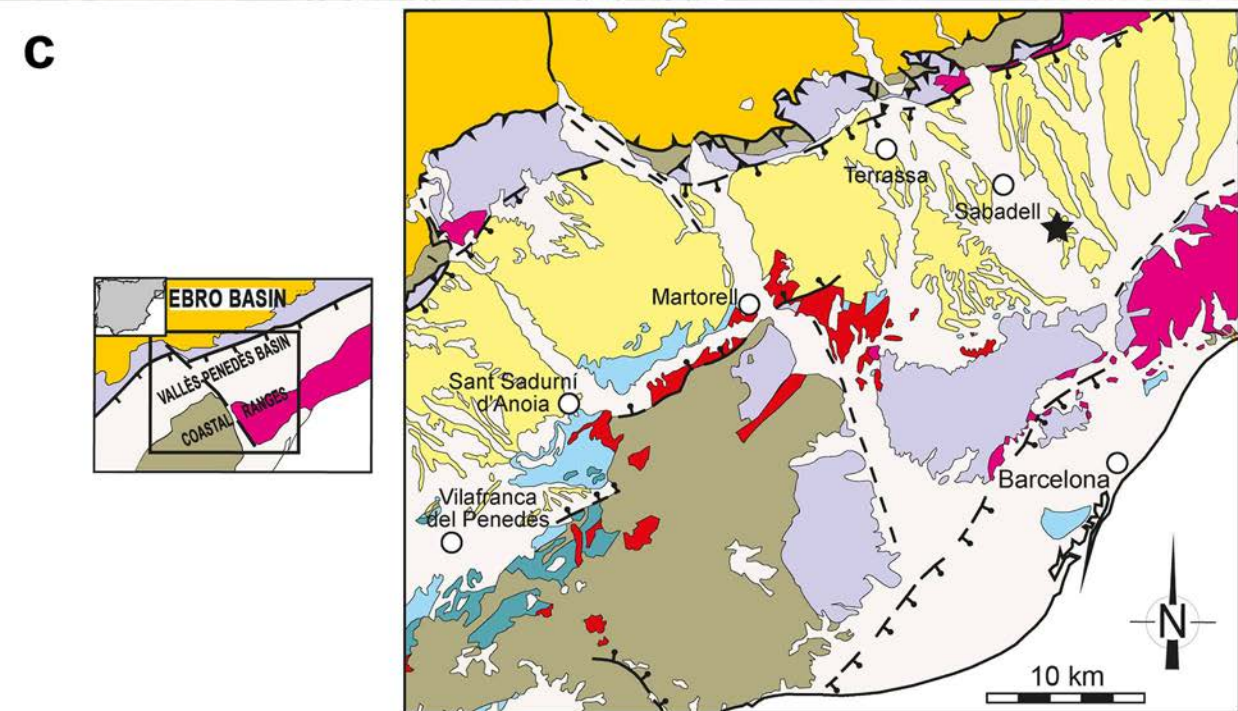 c
EBRO BASIN
VALLÈS-PENEDÈS BASIN
COASTAL RANGES
Terrassa
Sabadell
Martorell
Sant Sadurní
d'Anoia
Vilafranca
del Penedès
Barcelona
N
10 km